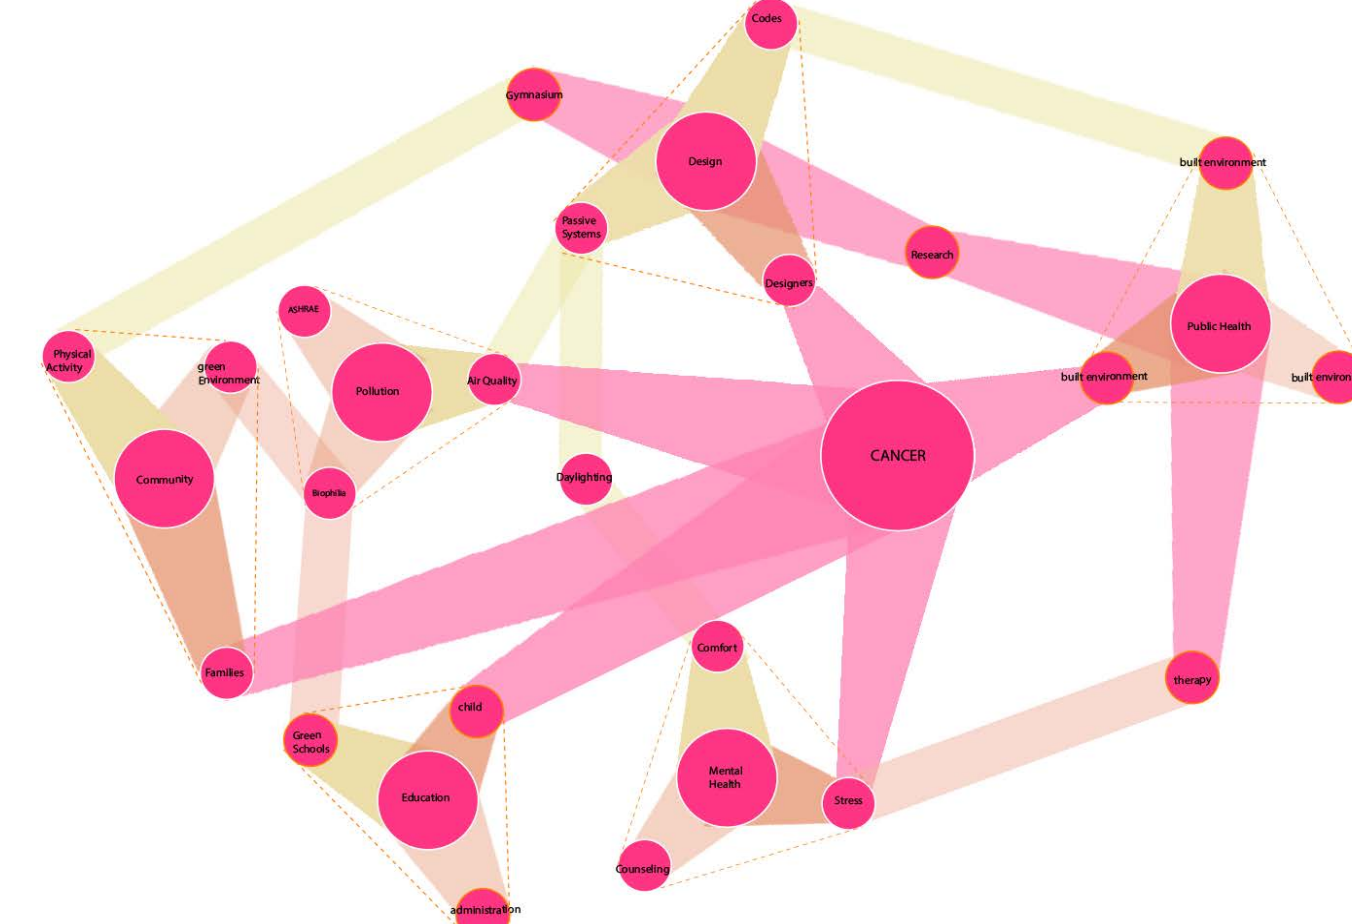 Codes
Gymnasium
Design
built environment
Passive
Systems
Research
Designers
ASHRAE
Public Health
Physical
Activity
green
Environment
Pollution
Air Quality
built environment
built environ
CANCER
Community
Biophilia
Daylighting
Families
Comfort
therapy
child
Green
Schools
Mental
Health
Education
Stress
Counseling
administration